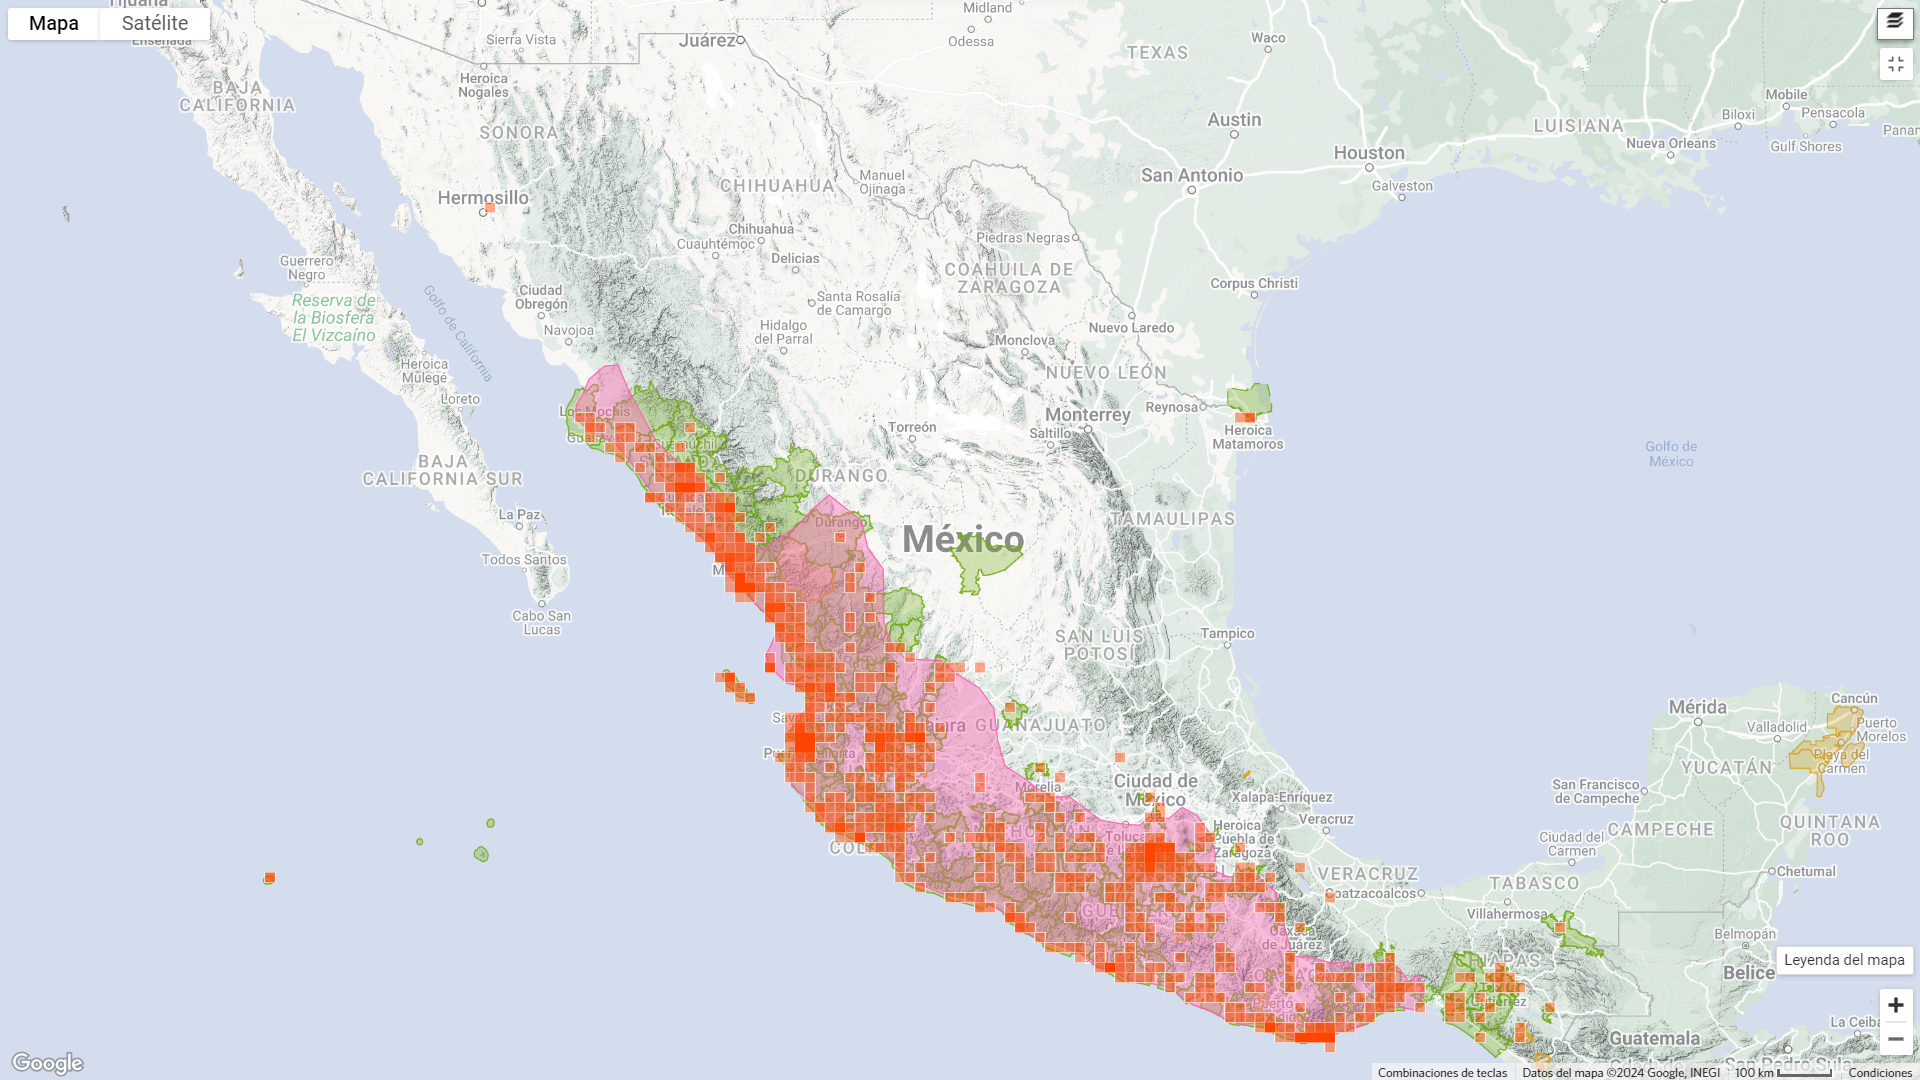 Mapa
Satélite
Midland
Odessa
Waco
TEXAS
Sierra Vista
Juárez
Tijuana
Ensenada
Heroica
Nogales
BAJA
CALIFORNIA
SONORA
Austin
Mobile
Biloxi
Pensacola
LUISIANA
Nueva Orleans
Gulf Shores
Houston
San Antonio
Galveston
Manuel
Ojinaga
CHIHUAHUA
Hermosillo
Chihuahua
Cuauhtémoc
Piedras Negras
Delicias
Guerrero
Negro
COAHUILA DE
ZARAGOZA
Corpus Christi
Ciudad
Obregón
Golfo de California
Reserva de
la Biosfera
El Vizcaíno
Santa Rosalía
de Camargo
Navojoa
Hidalgo
del Parral
Nuevo Laredo
Monclova
Heroica
Mulegé
NUEVO LEÓN
Loreto
Los Mochis
Monterrey
Reynosa
Torreón
Saltillo
Heroica
Matamoros
Golfo de
México
BAJA
CALIFORNIA SUR
DURANGO
La Paz
Durango
TAMAULIPAS
México
Todos Santos
Cabo San
Lucas
SAN LUIS
POTOSÍ
Tampico
Mérida
Cancún
Valladolid
Puerto
Morelos
GUANAJUATO
Playa del
Carmen
YUCATÁN
Morelia
Ciudad de
México
San Francisco
de Campeche
Xalapa-Enríquez
Veracruz
CAMPECHE
QUINTANA
ROO
Toluca
Heroica
Puebla de
Zaragoza
Ciudad del
Carmen
VERACRUZ
Chetumal
Coatzacoalcos
TABASCO
Villahermosa
Oaxaca
de Juárez
Belmopán
Leyenda del mapa
Belice
Puerto
Guatemala
La Ceiba
San Pedro Sula
Google
Combinaciones de teclas
Datos del mapa ©2024 Google, INEGI
100 km
Condiciones